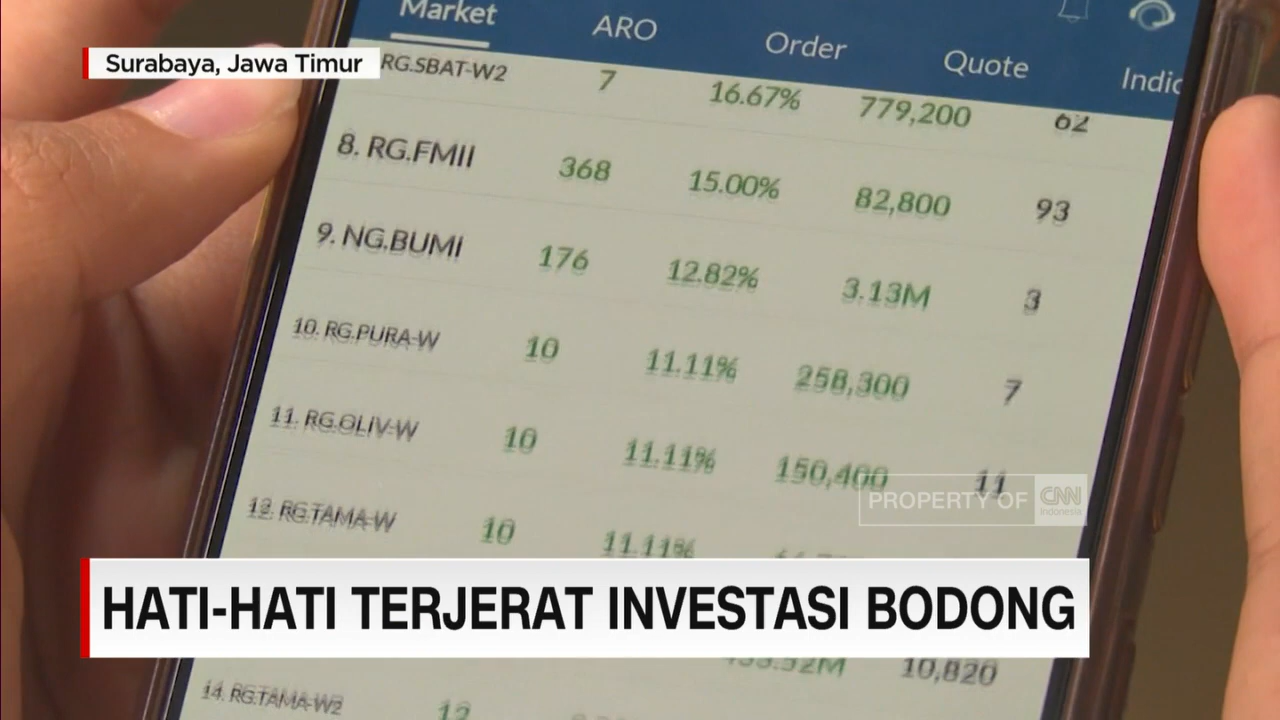 Market ARO Order Quote Indic
Surabaya, Jawa Timur
RG.SBAT-W2 7 16.67% 779,200 62
8. RG.FMII 368 15.00% 82,800 93
9. NG.BUMI 176 12.82% 3.13M 3
10. RG.PURA-W 10 11.11% 258,300 7
11. RG.OLIV-W 10 11.11% 150,400 11
PROPERTY OF CNN Indonesia
12. RG.TAMA-W 10 11.11%
HATI-HATI TERJERAT INVESTASI BODONG
10,820
14. RG.TAMA-W2 12